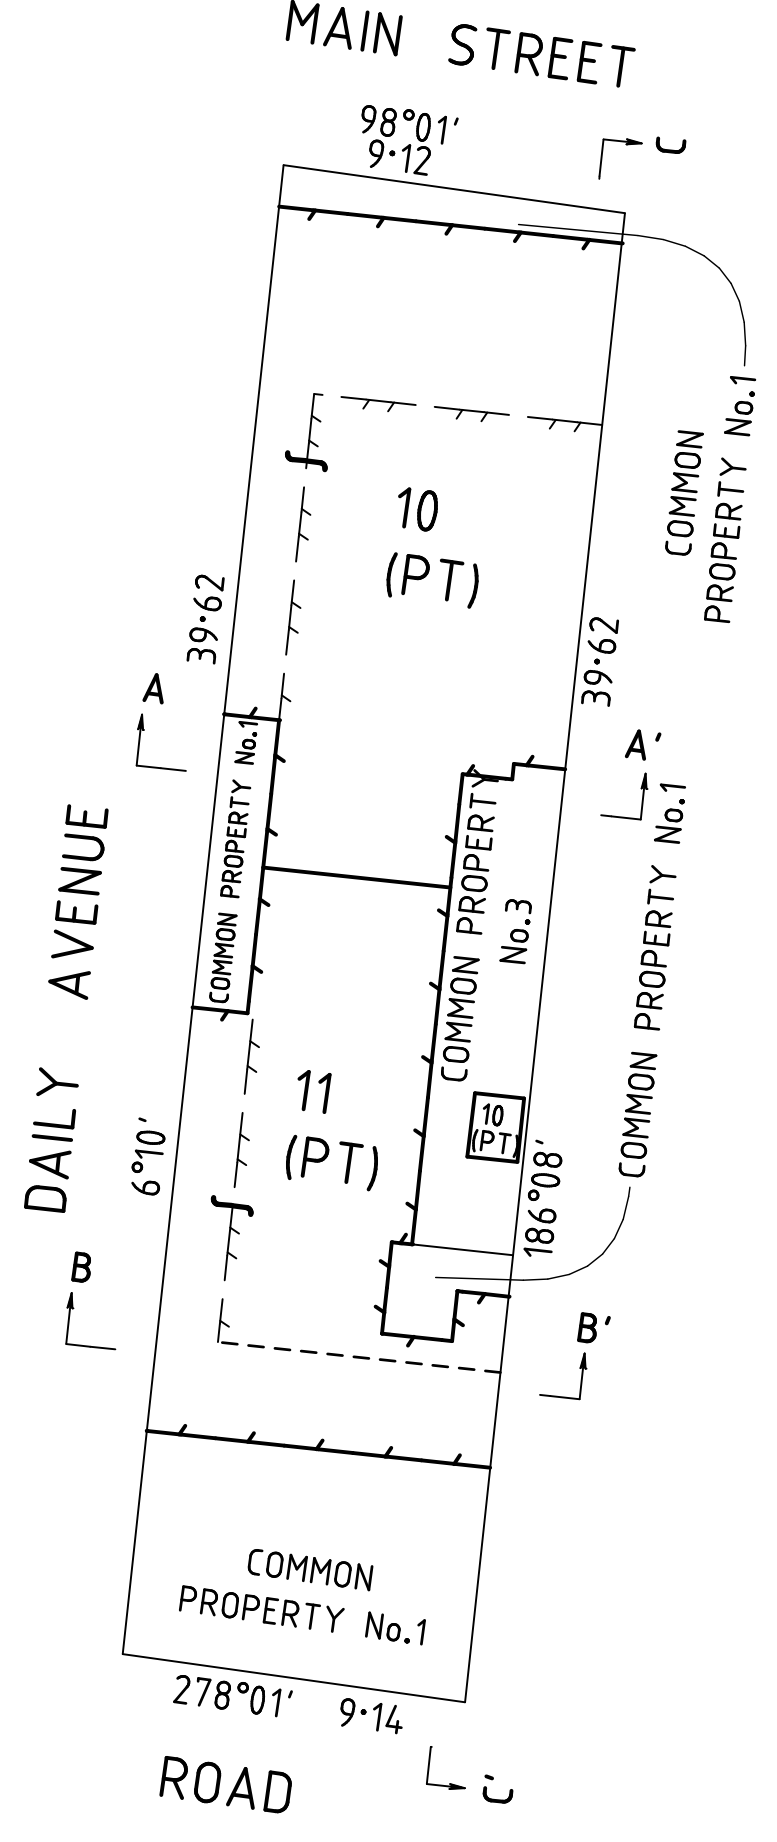 MAIN STREET
98°01'
9·12
C
COMMON
PROPERTY No.1
10
(PT)
39·62
39·62
A
A'
COMMON PROPERTY No.1
COMMON PROPERTY
No.3
COMMON PROPERTY No.1
DAILY AVENUE
11
(PT)
10
(PT)
6°10'
186°08'
B
B'
COMMON
PROPERTY No.1
278°01' 9·14
ROAD
C'